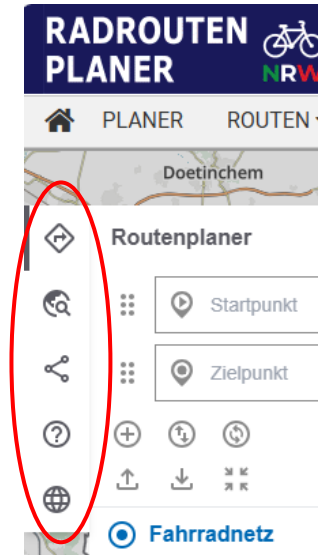 RADROUTEN
PLANER
NRW
PLANER ROUTEN
Doetinchem
Routenplaner
Startpunkt
Zielpunkt
Fahrradnetz